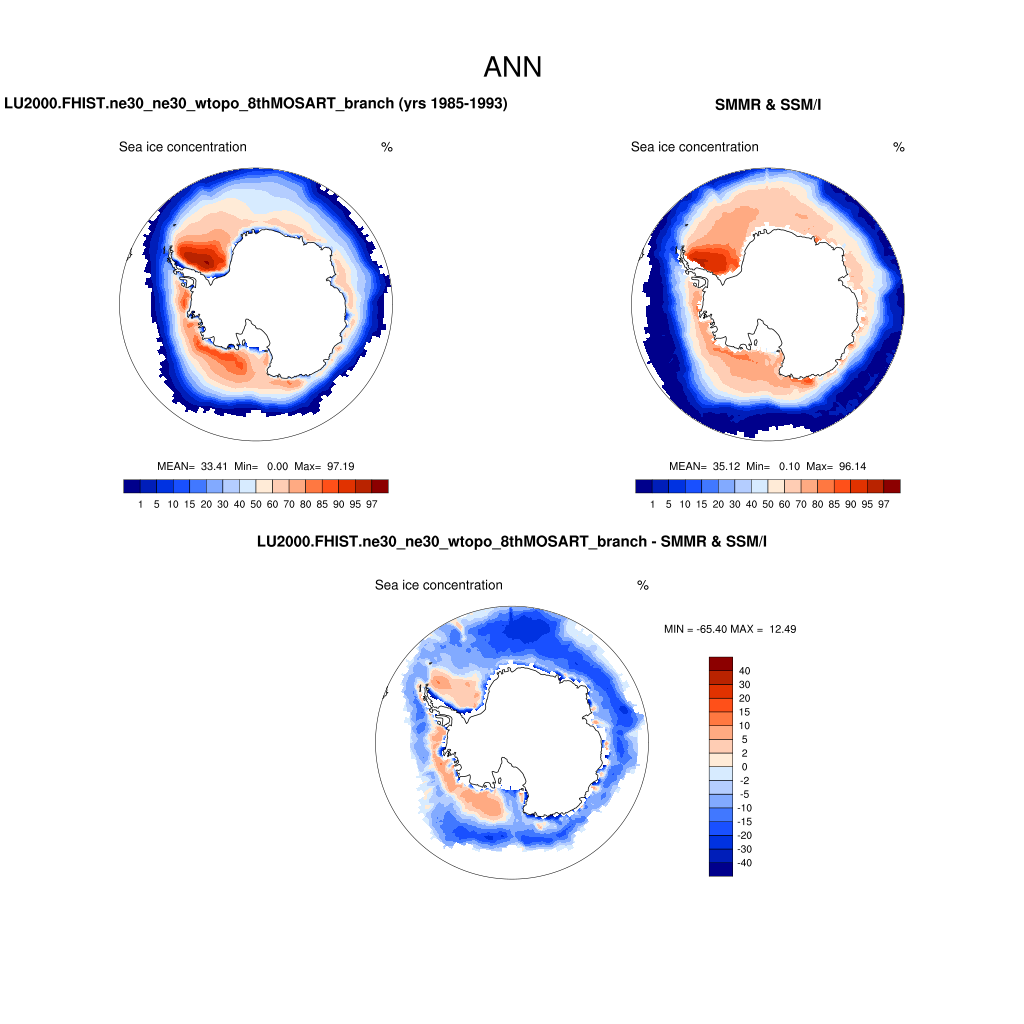 ANN
LU2000.FHIST.ne30_ne30_wtopo_8thMOSART_branch (yrs 1985-1993)
SMMR & SSM/I
Sea ice concentration %
Sea ice concentration %
MEAN= 33.41 Min= 0.00 Max= 97.19
MEAN= 35.12 Min= 0.10 Max= 96.14
1 5 10 15 20 30 40 50 60 70 80 85 90 95 97
1 5 10 15 20 30 40 50 60 70 80 85 90 95 97
LU2000.FHIST.ne30_ne30_wtopo_8thMOSART_branch - SMMR & SSM/I
Sea ice concentration %
MIN = -65.40 MAX = 12.49
40
30
20
15
10
5
2
0
-2
-5
-10
-15
-20
-30
-40